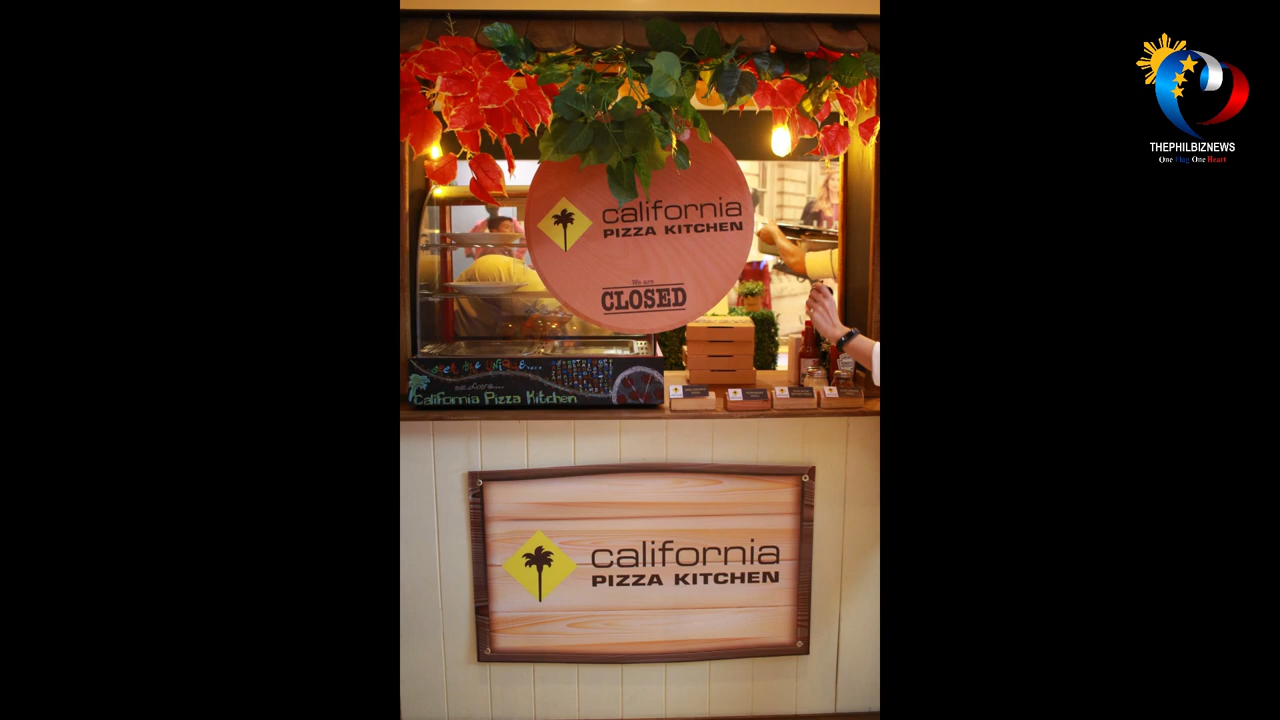 THEPHILBIZNEWS
One Flag One Heart
california
PIZZA KITCHEN
We are
CLOSED
California Pizza Kitchen
california
PIZZA KITCHEN